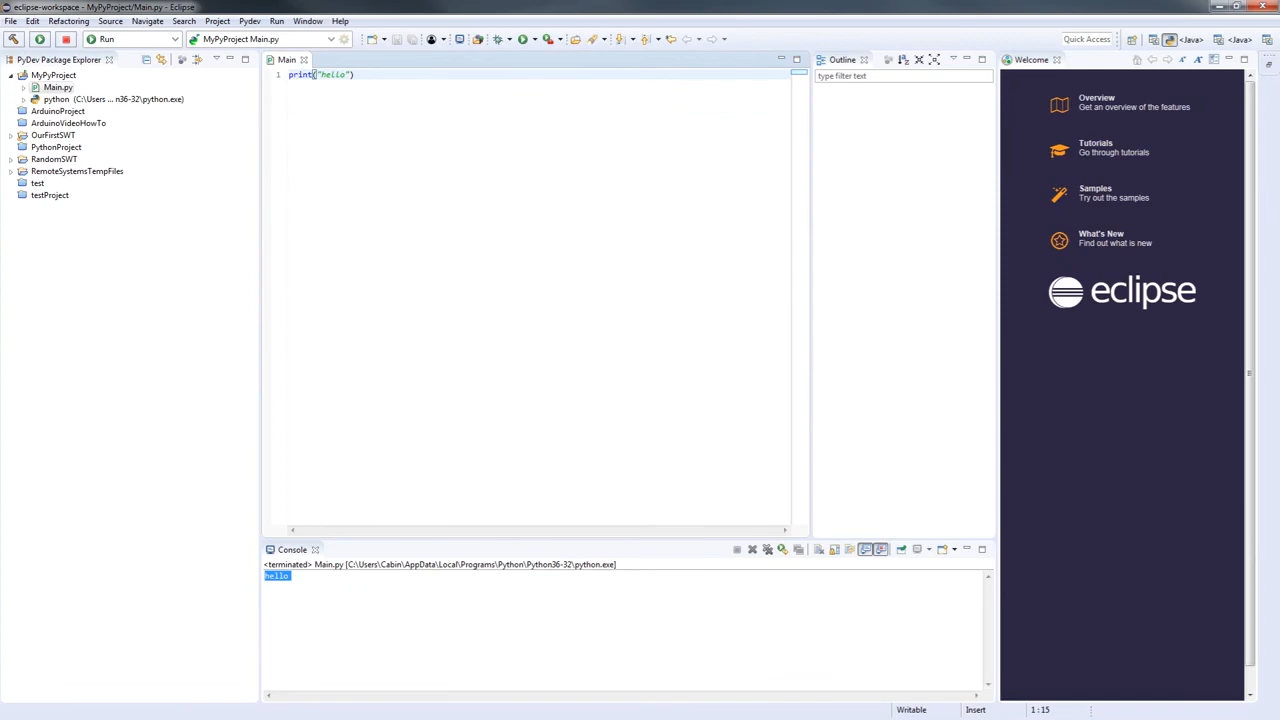 eclipse-workspace - MyPyProject/Main.py - Eclipse
File Edit Refactoring Source Navigate Search Project Pydev Run Window Help
Run MyPyProject Main.py Quick Access <Java> <Java>
PyDev Package Explorer
MyPyProject
Main.py
python (C:\Users ... n36-32\python.exe)
ArduinoProject
ArduinoVideoHowTo
OurFirstSWT
PythonProject
RandomSWT
RemoteSystemsTempFiles
test
testProject
Main
1 print("hello")
Outline
type filter text
Welcome
Overview
Get an overview of the features
Tutorials
Go through tutorials
Samples
Try out the samples
What's New
Find out what is new
eclipse
Console
<terminated> Main.py [C:\Users\Cabin\AppData\Local\Programs\Python\Python36-32\python.exe]
hello
Writable Insert 1:15